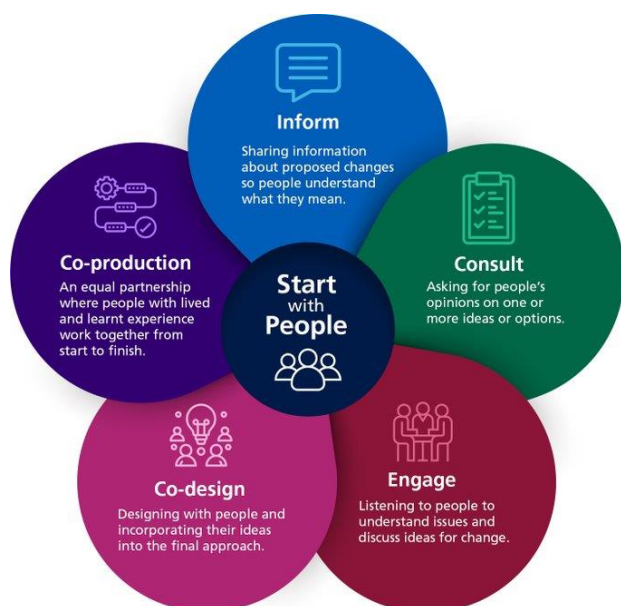 Inform
Sharing information
about proposed changes
so people understand
what they mean.
Consult
Asking for people's
opinions on one or
more ideas or options.
Engage
Listening to people to
understand issues and
discuss ideas for change.
Co-design
Designing with people and
incorporating their ideas
into the final approach.
Co-production
An equal partnership
where people with lived
and learnt experience
work together from
start to finish.
Start
with
People